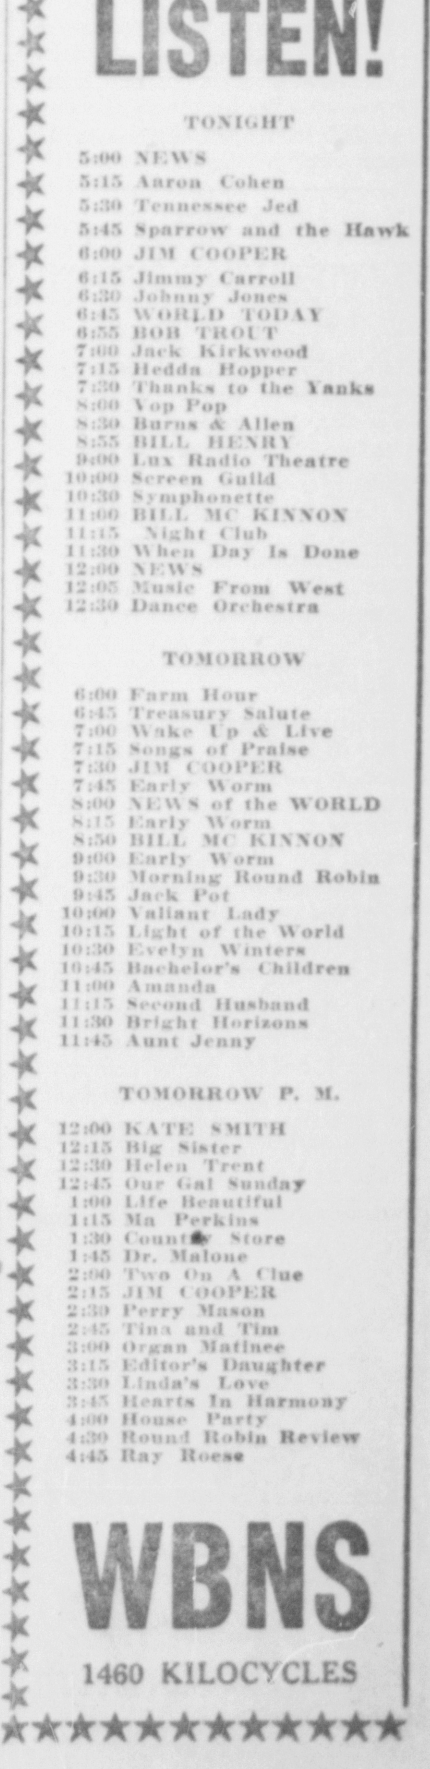 LISTEN!
TONIGHT
5:00 NEWS
5:15 Aaron Cohen
5:30 Tennessee Jed
5:45 Sparrow and the Hawk
6:00 JIM COOPER
6:15 Jimmy Carroll
6:30 Johnny Jones
6:45 WORLD TODAY
6:55 BOB TROUT
7:00 Jack Kirkwood
7:15 Hedda Hopper
7:30 Thanks to the Yanks
8:00 Vop Pop
8:30 Burns & Allen
8:55 BILL HENRY
9:00 Lux Radio Theatre
10:00 Screen Guild
10:30 Symphonette
11:00 BILL MC KINNON
11:15 Night Club
11:30 When Day Is Done
12:00 NEWS
12:05 Music From West
12:30 Dance Orchestra
TOMORROW
6:00 Farm Hour
6:45 Treasury Salute
7:00 Wake Up & Live
7:15 Songs of Praise
7:30 JIM COOPER
7:45 Early Worm
8:00 NEWS of the WORLD
8:15 Early Worm
8:50 BILL MC KINNON
9:00 Early Worm
9:30 Morning Round Robin
9:45 Jack Pot
10:00 Valiant Lady
10:15 Light of the World
10:30 Evelyn Winters
10:45 Bachelor's Children
11:00 Amanda
11:15 Second Husband
11:30 Bright Horizons
11:45 Aunt Jenny
TOMORROW P. M.
12:00 KATE SMITH
12:15 Big Sister
12:30 Helen Trent
12:45 Our Gal Sunday
1:00 Life Beautiful
1:15 Ma Perkins
1:30 Country Store
1:45 Dr. Malone
2:00 Two On A Clue
2:15 JIM COOPER
2:30 Perry Mason
2:45 Tina and Tim
3:00 Organ Matinee
3:15 Editor's Daughter
3:30 Linda's Love
3:45 Hearts In Harmony
4:00 House Party
4:30 Round Robin Review
4:45 Ray Roese
WBNS
1460 KILOCYCLES